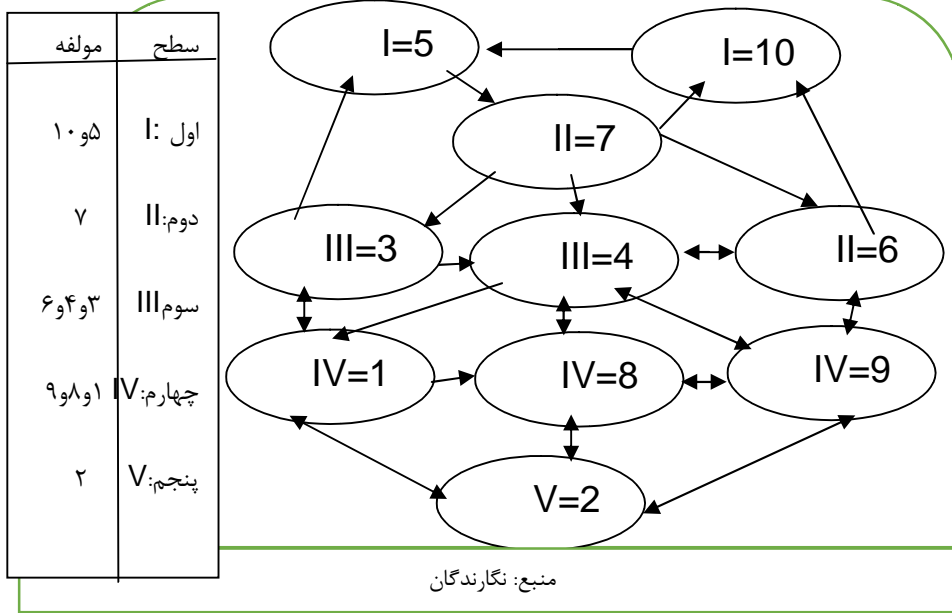 سطح مولفه
اول :I ۵و۱۰
دوم:II ۷
سومIII ۳و۴و۶
چهارم:IV ۱و۸و۹
پنجم:V ۲
I=5
I=10
II=7
III=3
III=4
II=6
IV=1
IV=8
IV=9
V=2
منبع: نگارندگان